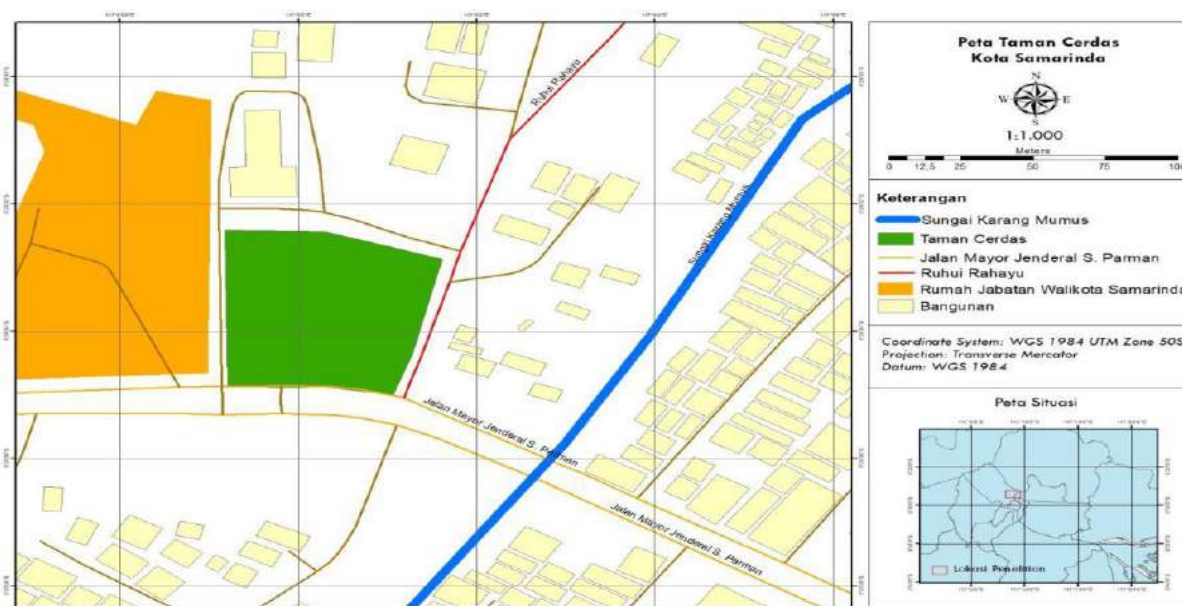 Peta Taman Cerdas
Kota Samarinda
N
W E
S
1:1.000
Meters
0 12,5 25 50 75 100
Keterangan
Sungai Karang Mumus
Taman Cerdas
Jalan Mayor Jenderal S. Parman
Ruhui Rahayu
Rumah Jabatan Walikota Samarinda
Bangunan
Coordinate System: WGS 1984 UTM Zone 50S
Projection: Transverse Mercator
Datum: WGS 1984
Peta Situasi
Lokasi Penelitian
Ruhui Rahayu
Sungai Karang Mumus
Jalan Mayor Jenderal S. Parman
Jalan Mayor Jenderal S. Parman